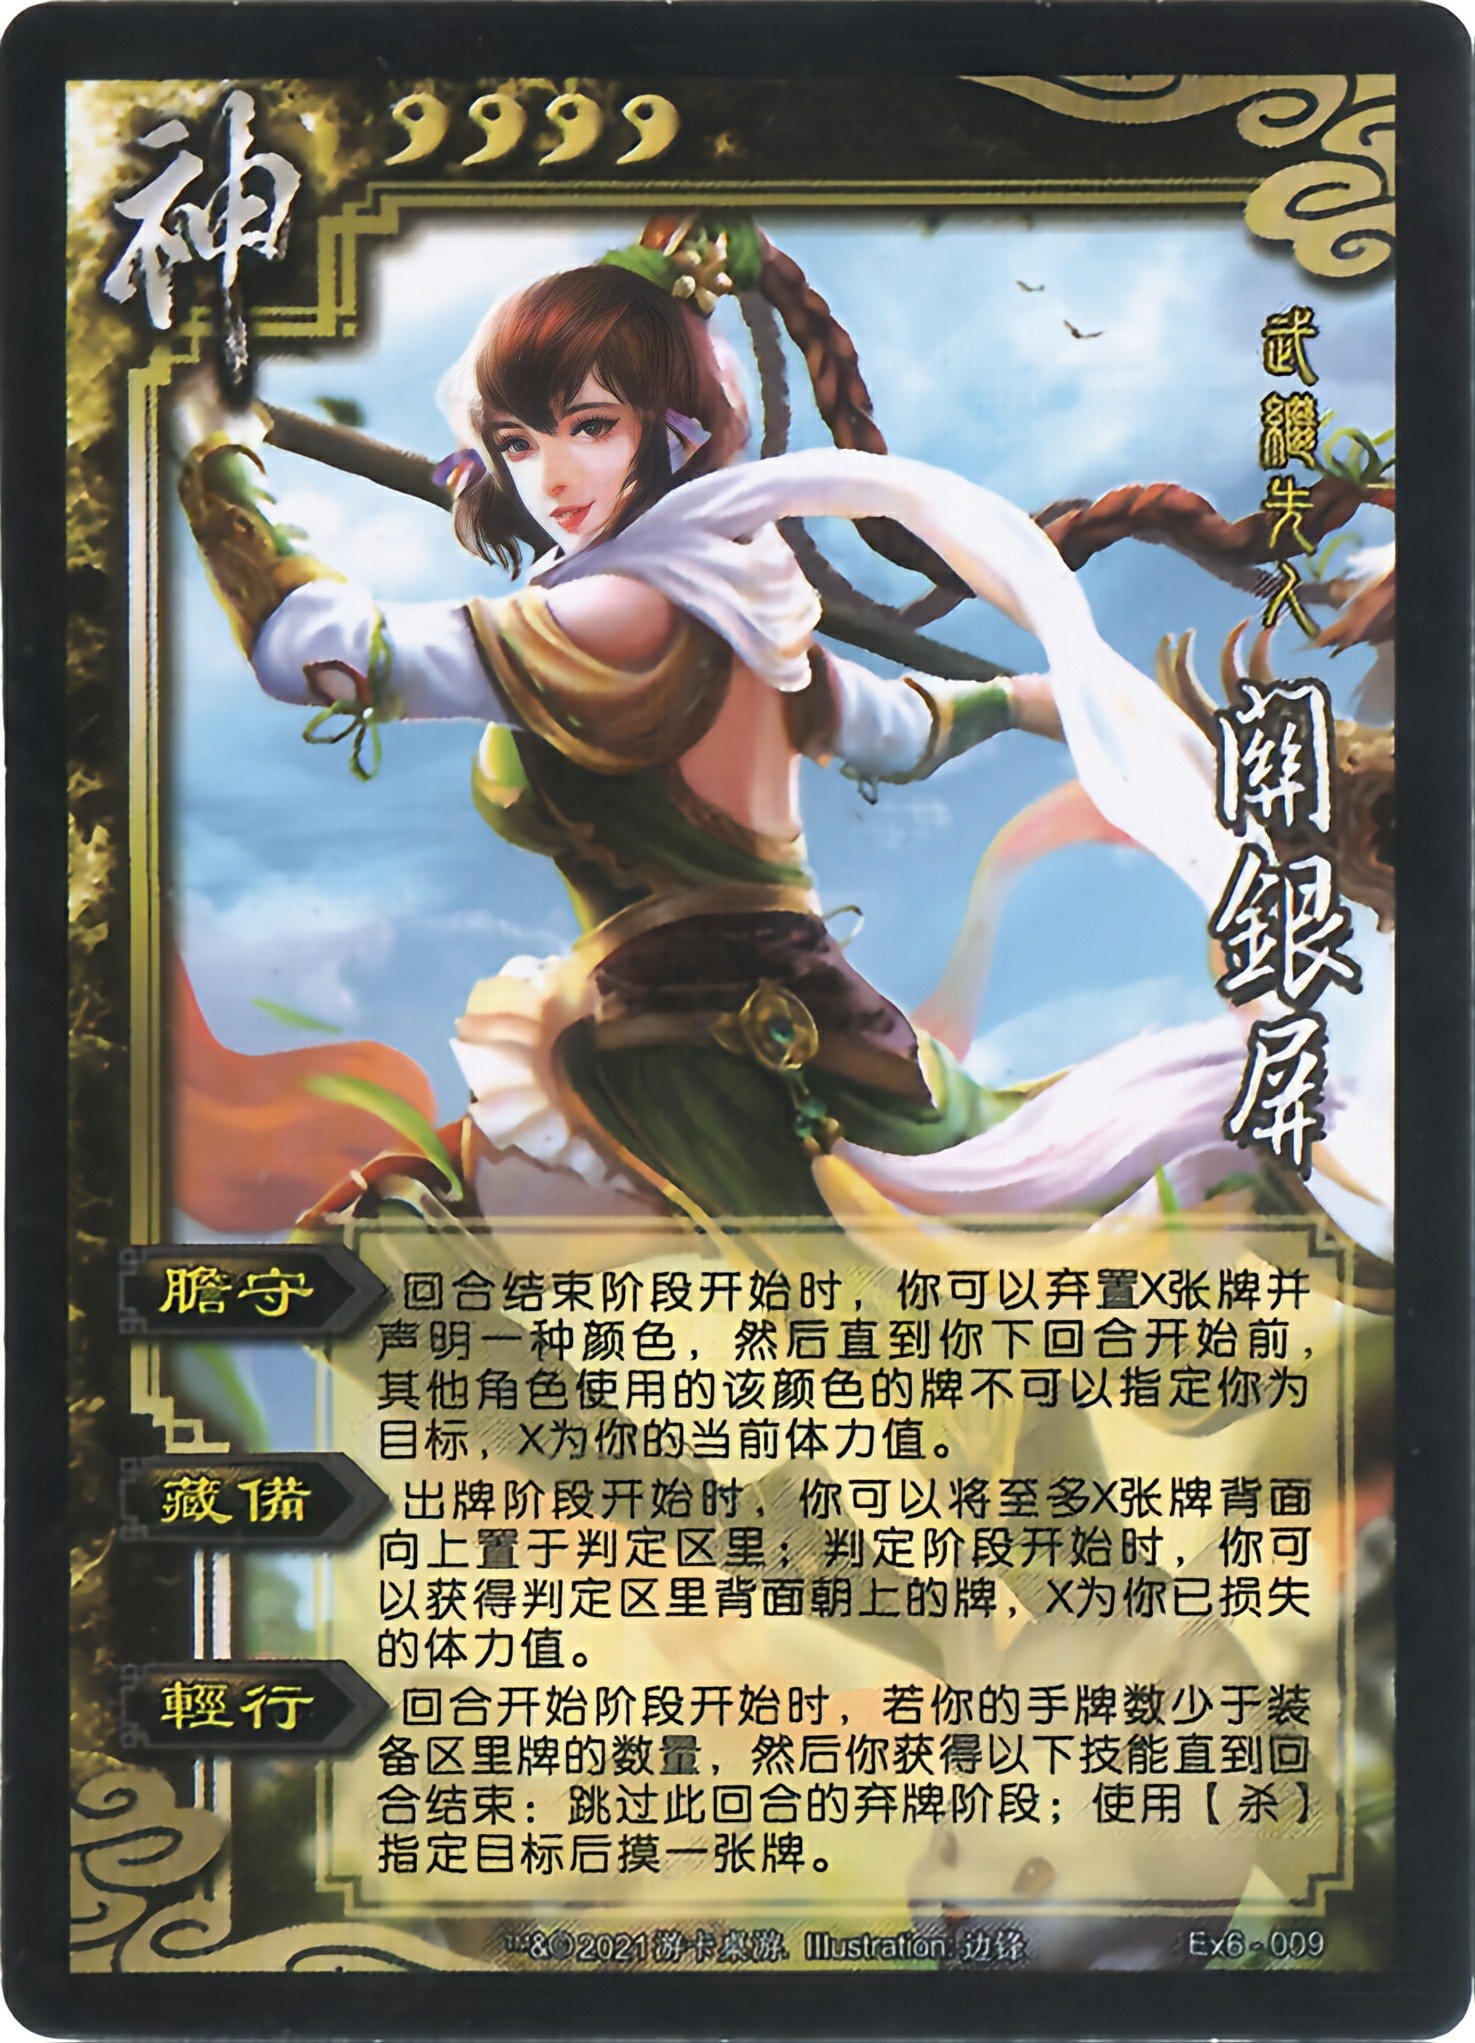 神
武繼先人
關銀屏
膽守
回合结束阶段开始时，你可以弃置X张牌并
声明一种颜色，然后直到你下回合开始前，
其他角色使用的该颜色的牌不可以指定你为
目标，X为你的当前体力值。
藏備
出牌阶段开始时，你可以将至多X张牌背面
向上置于判定区里；判定阶段开始时，你可
以获得判定区里背面朝上的牌，X为你已损失
的体力值。
輕行
回合开始阶段开始时，若你的手牌数少于装
备区里牌的数量，然后你获得以下技能直到回
合结束：跳过此回合的弃牌阶段；使用【杀】
指定目标后摸一张牌。
™&©2021游卡桌游. Illustration: 边锋
Ex6-009